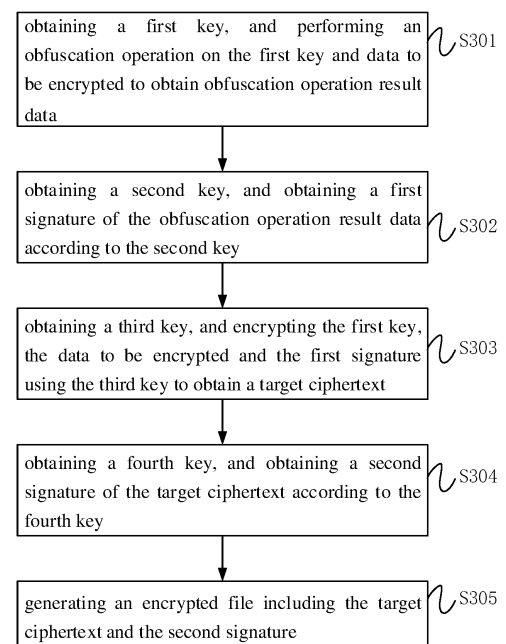 obtaining a first key, and performing an
obfuscation operation on the first key and data to
be encrypted to obtain obfuscation operation result
data
S301
obtaining a second key, and obtaining a first
signature of the obfuscation operation result data
according to the second key
S302
obtaining a third key, and encrypting the first key,
the data to be encrypted and the first signature
using the third key to obtain a target ciphertext
S303
obtaining a fourth key, and obtaining a second
signature of the target ciphertext according to the
fourth key
S304
generating an encrypted file including the target
ciphertext and the second signature
S305